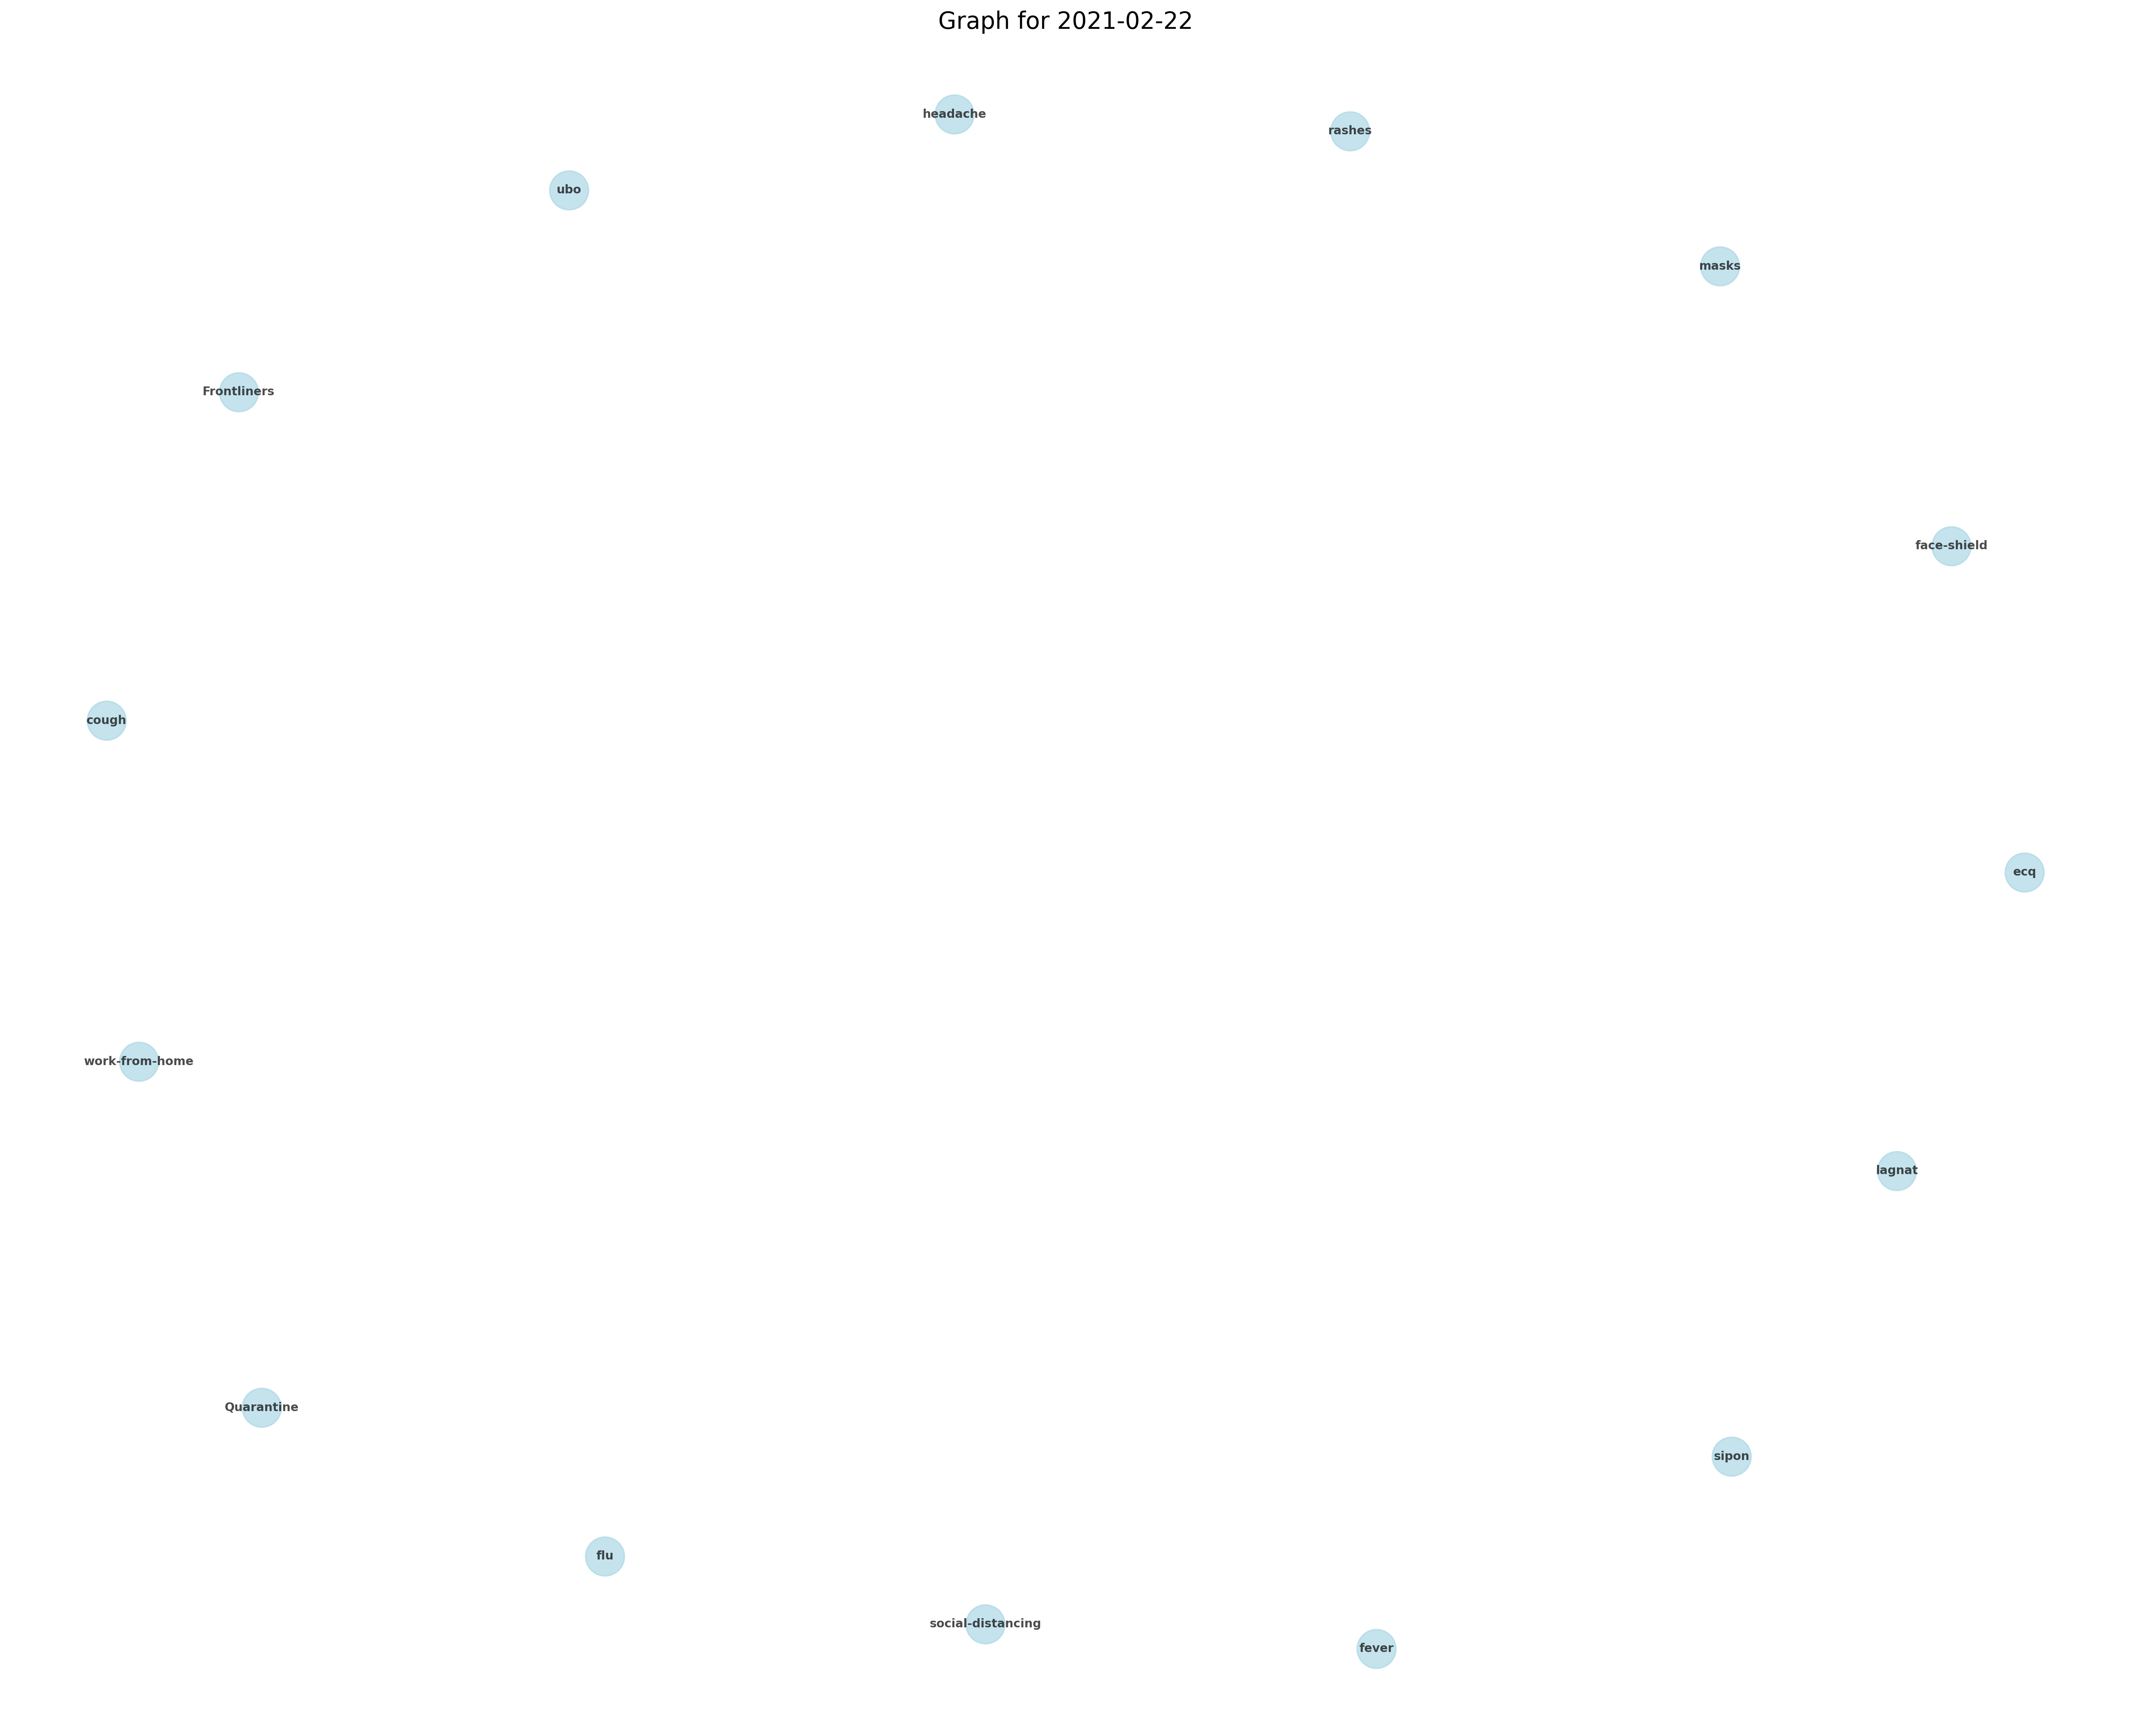 Graph for 2021-02-22
headache
rashes
ubo
masks
Frontliners
face-shield
cough
ecq
work-from-home
lagnat
Quarantine
sipon
flu
social-distancing
fever